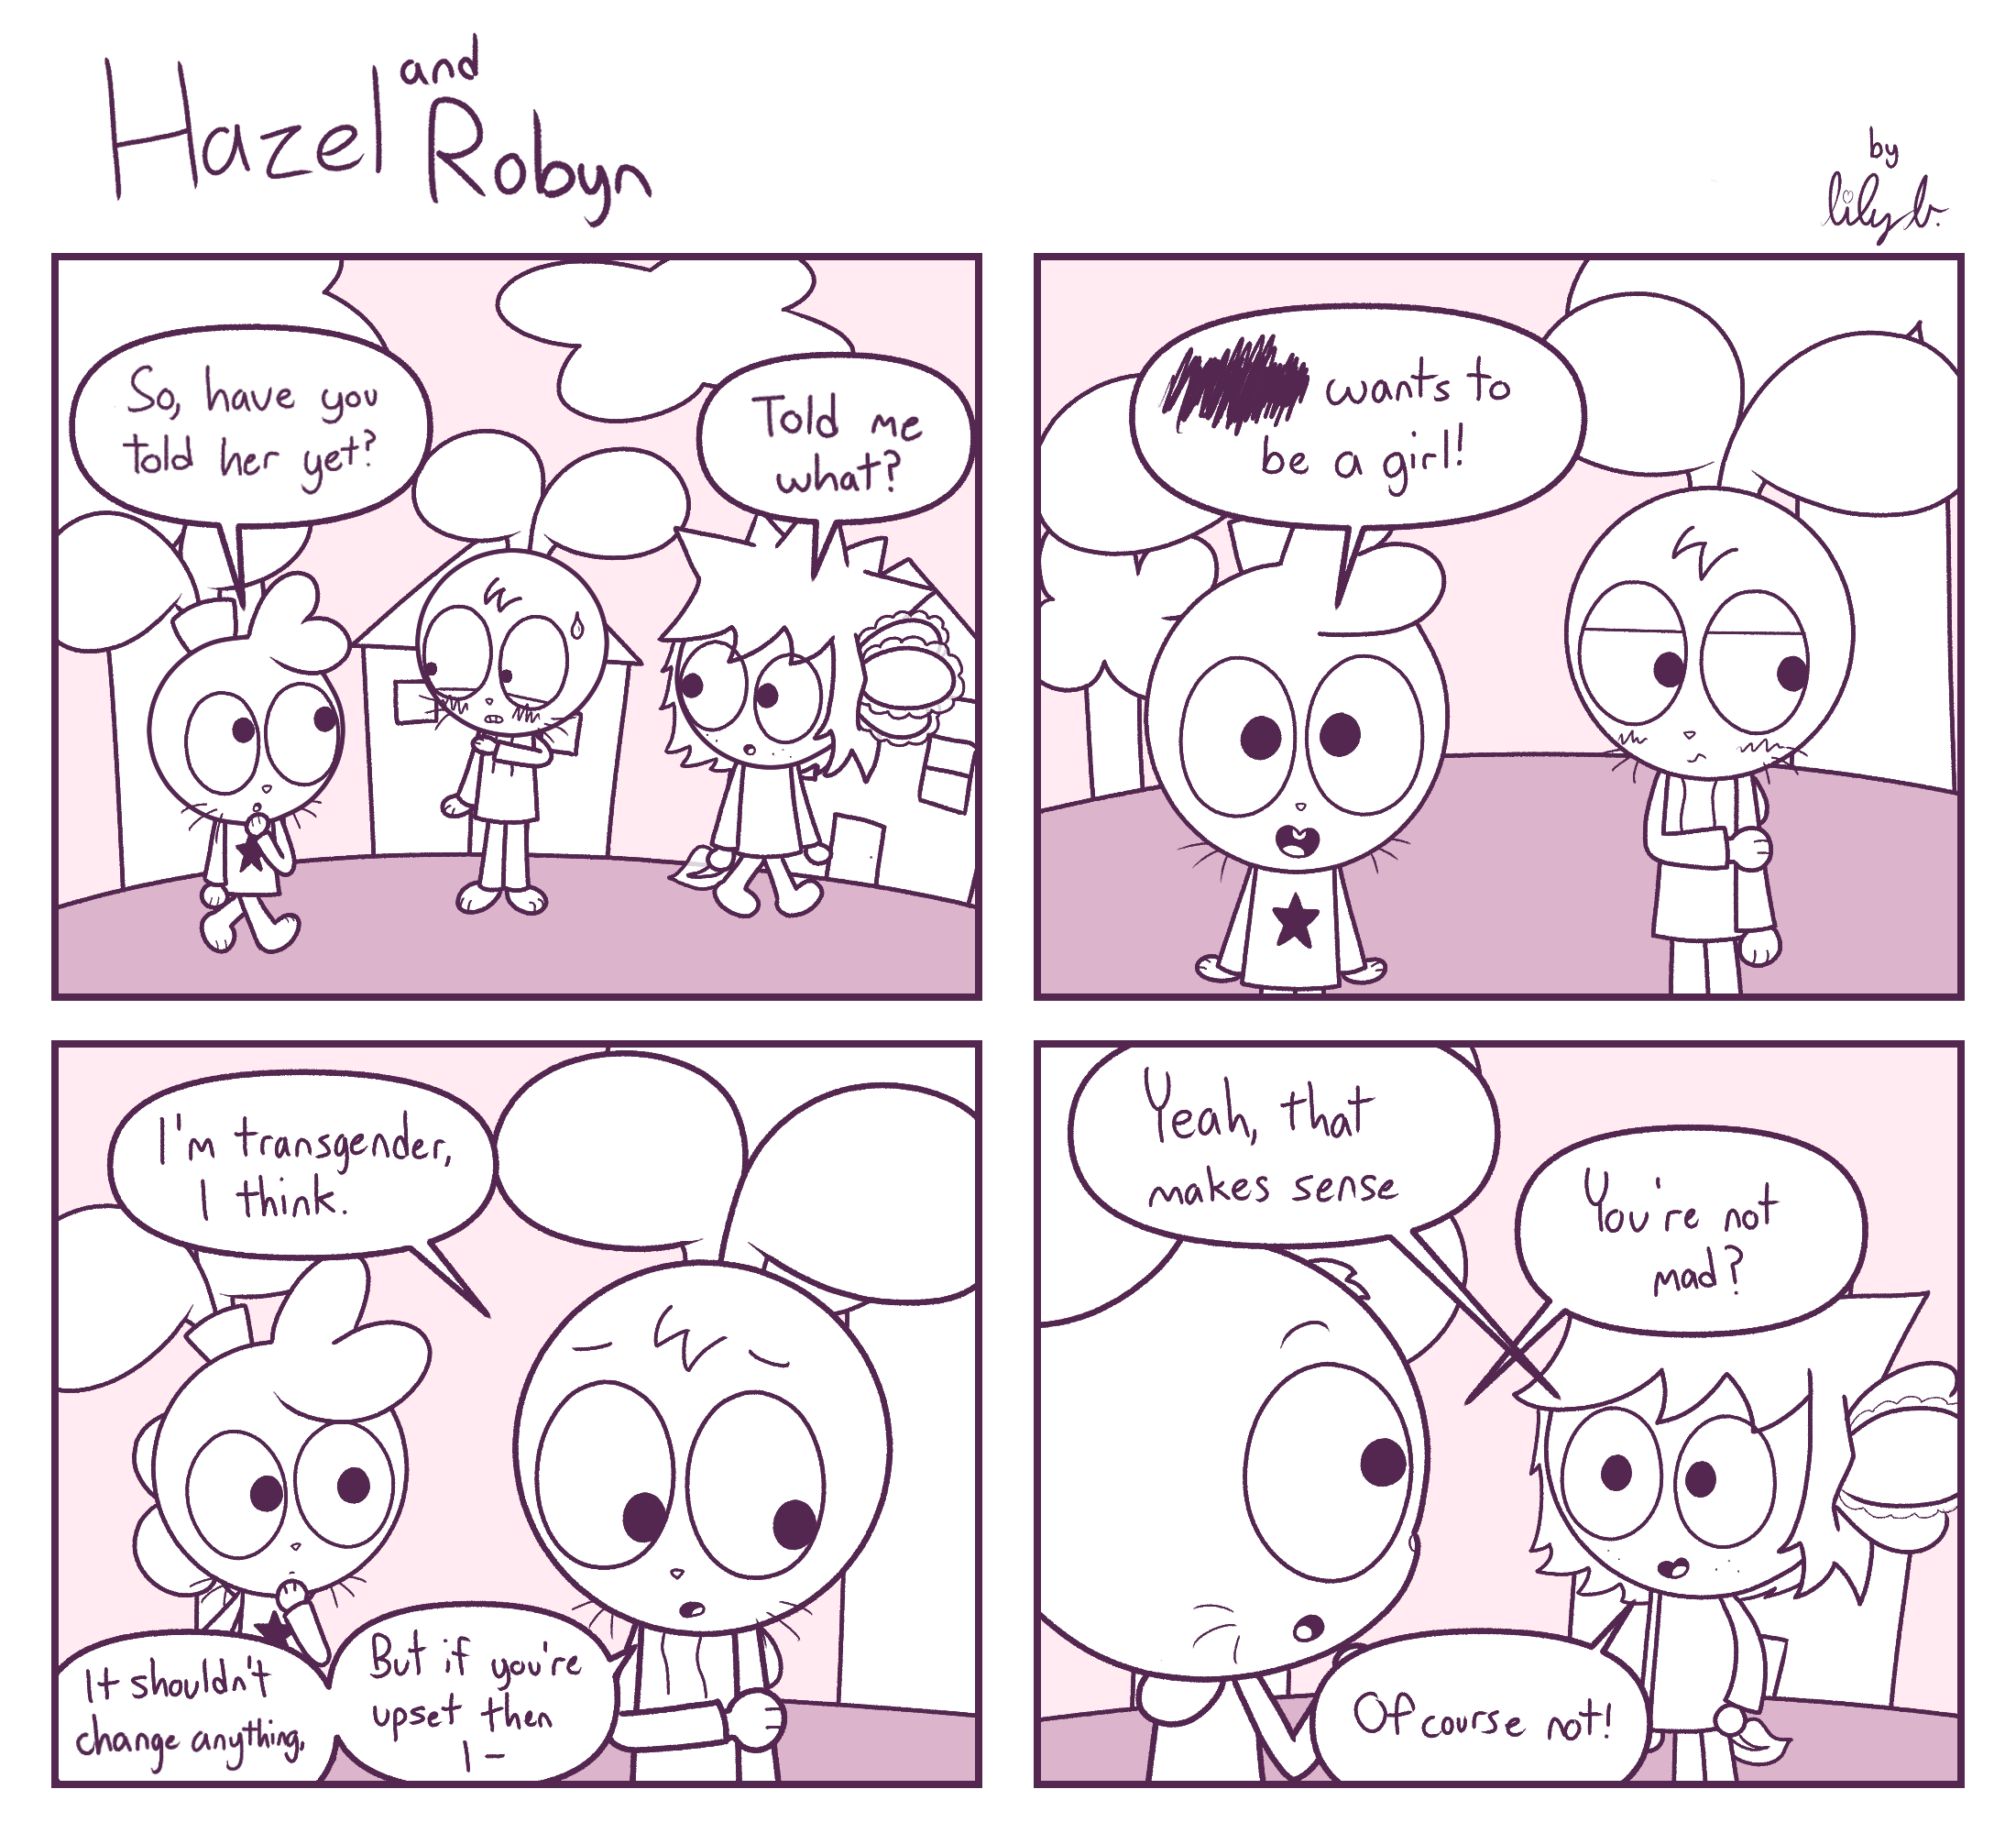 Hazel and Robyn
by
lily b.
So, have you
told her yet?
Told me
what?
wants to
be a girl!
I'm transgender,
I think.
It shouldn't
change anything,
But if you're
upset then
I -
Yeah, that
makes sense
You're not
mad?
Of course not!